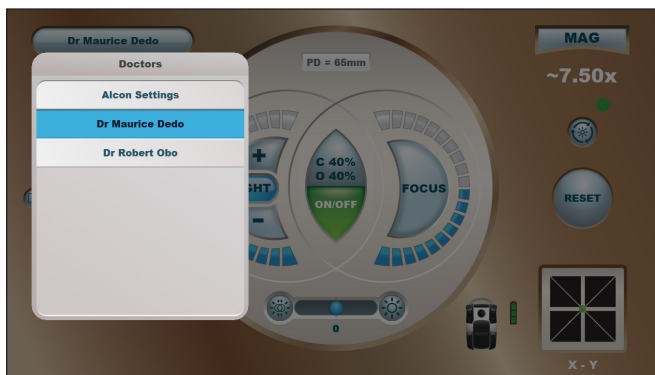 Dr Maurice Dedo
Doctors
Alcon Settings
Dr Maurice Dedo
Dr Robert Obo
PD = 65mm
+
GHT
-
C 40%
O 40%
ON/OFF
FOCUS
0
MAG
~7.50x
RESET
X - Y